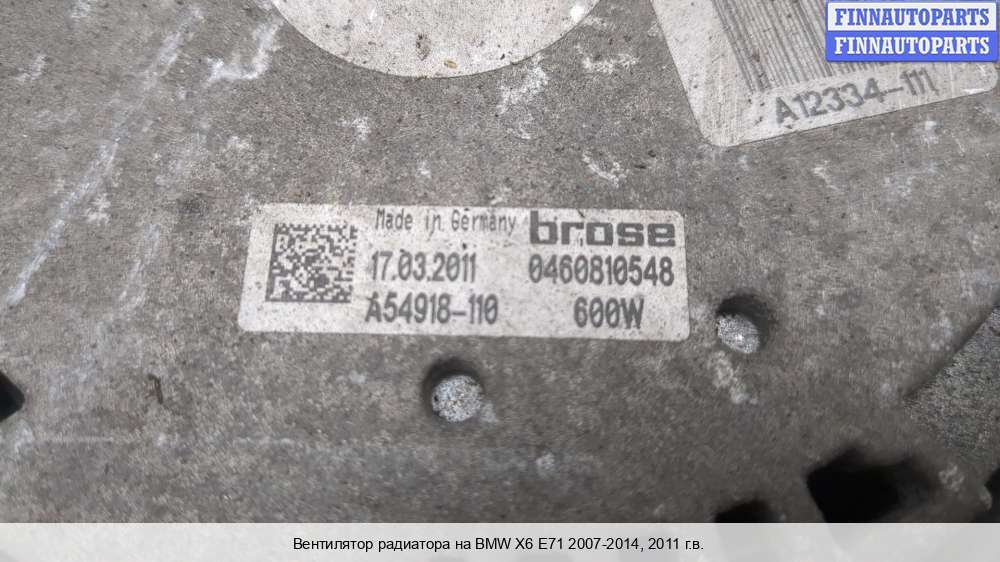 FINNAUTOPARTS
FINNAUTOPARTS
A12334-111
Made in Germany brose
17.03.2011 0460810548
A54918-110 600W
Вентилятор радиатора на BMW X6 E71 2007-2014, 2011 г.в.